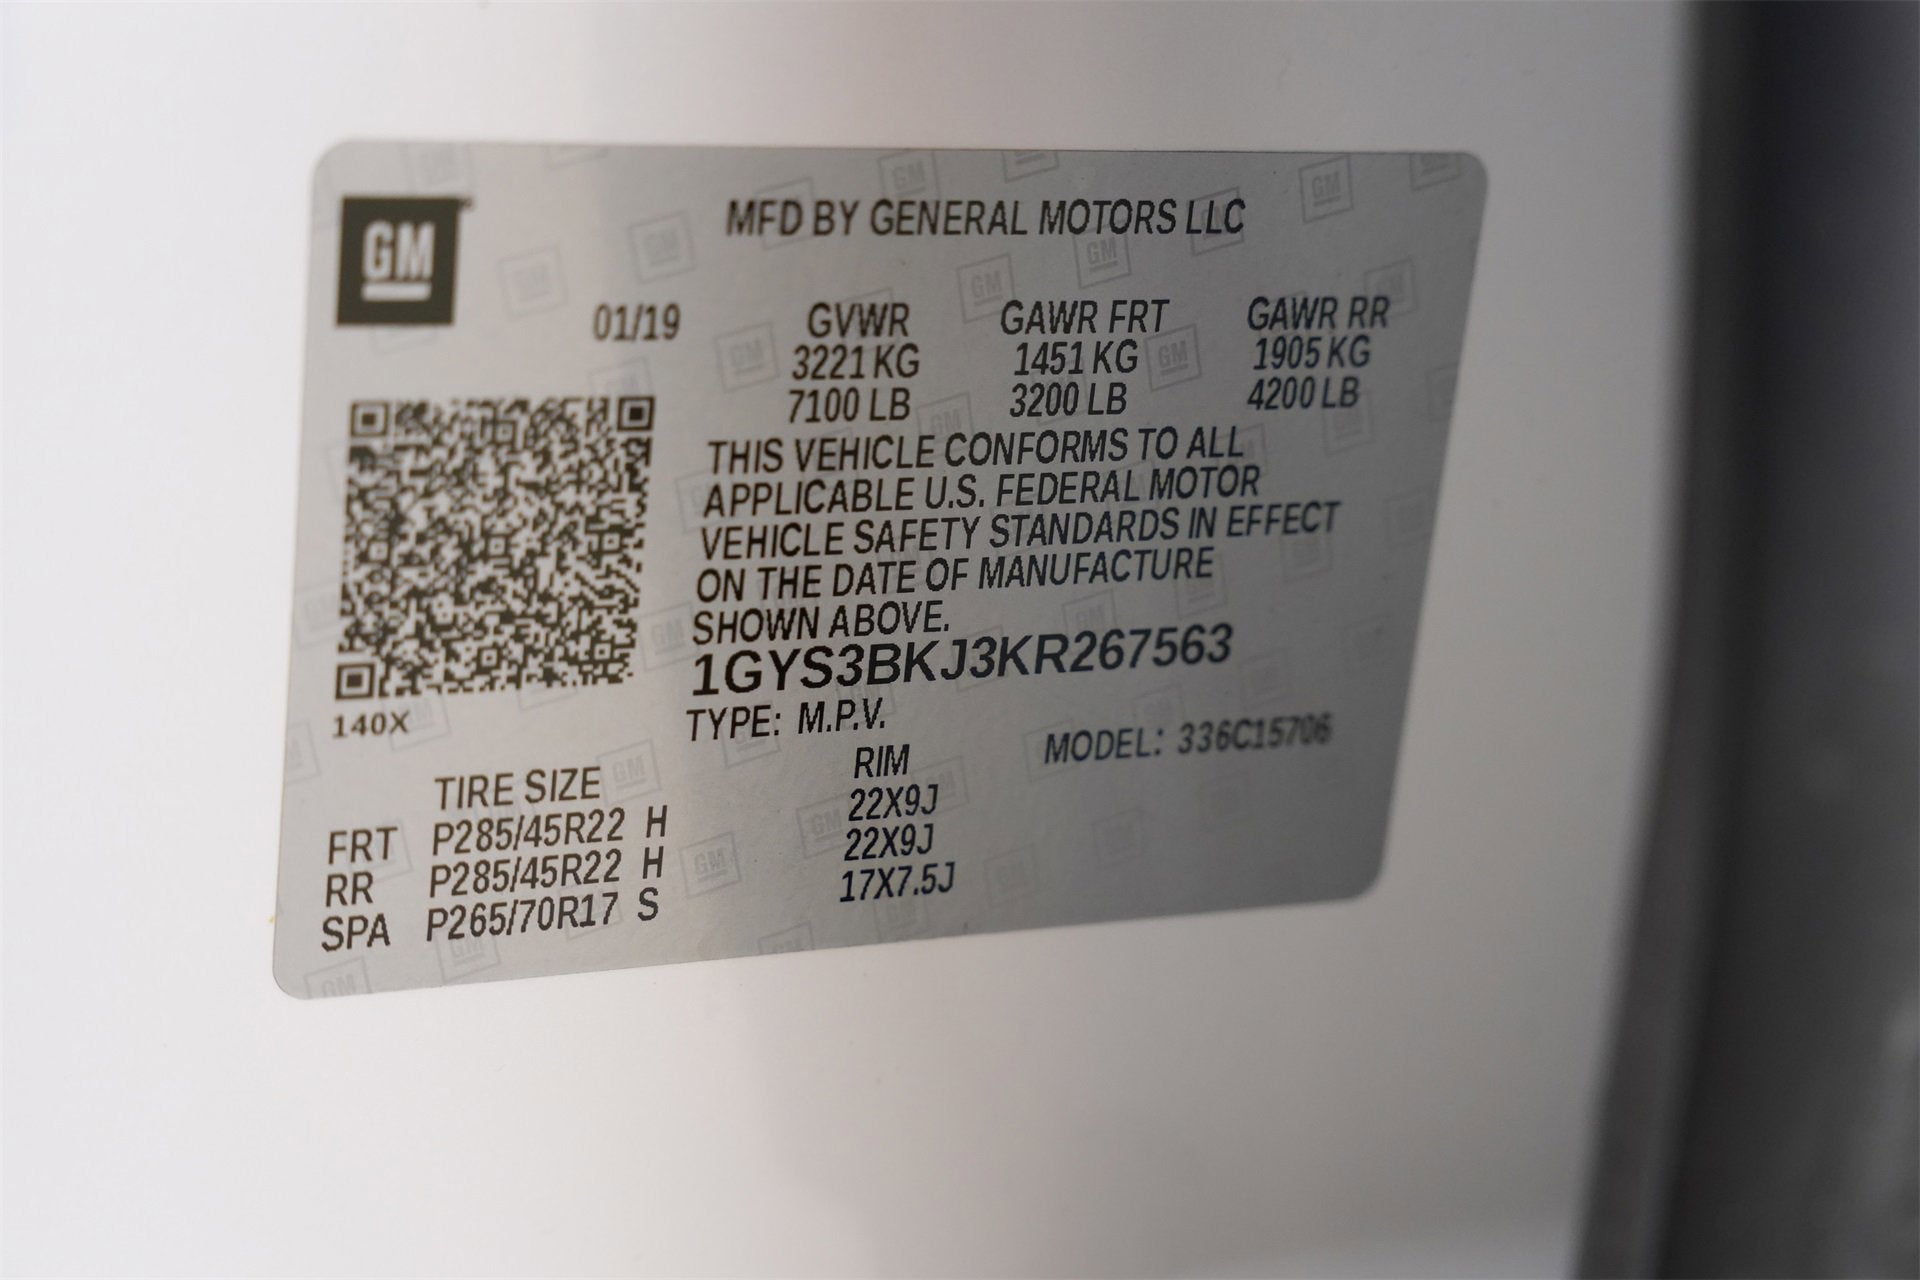 GM
MFD BY GENERAL MOTORS LLC
01/19 GVWR GAWR FRT GAWR RR
3221 KG 1451 KG 1905 KG
7100 LB 3200 LB 4200 LB
THIS VEHICLE CONFORMS TO ALL
APPLICABLE U.S. FEDERAL MOTOR
VEHICLE SAFETY STANDARDS IN EFFECT
ON THE DATE OF MANUFACTURE
SHOWN ABOVE.
1GYS3BKJ3KR267563
140X
TYPE: M.P.V.
MODEL: 336C15706
TIRE SIZE RIM
FRT P285/45R22 H 22X9J
RR P285/45R22 H 22X9J
SPA P265/70R17 S 17X7.5J